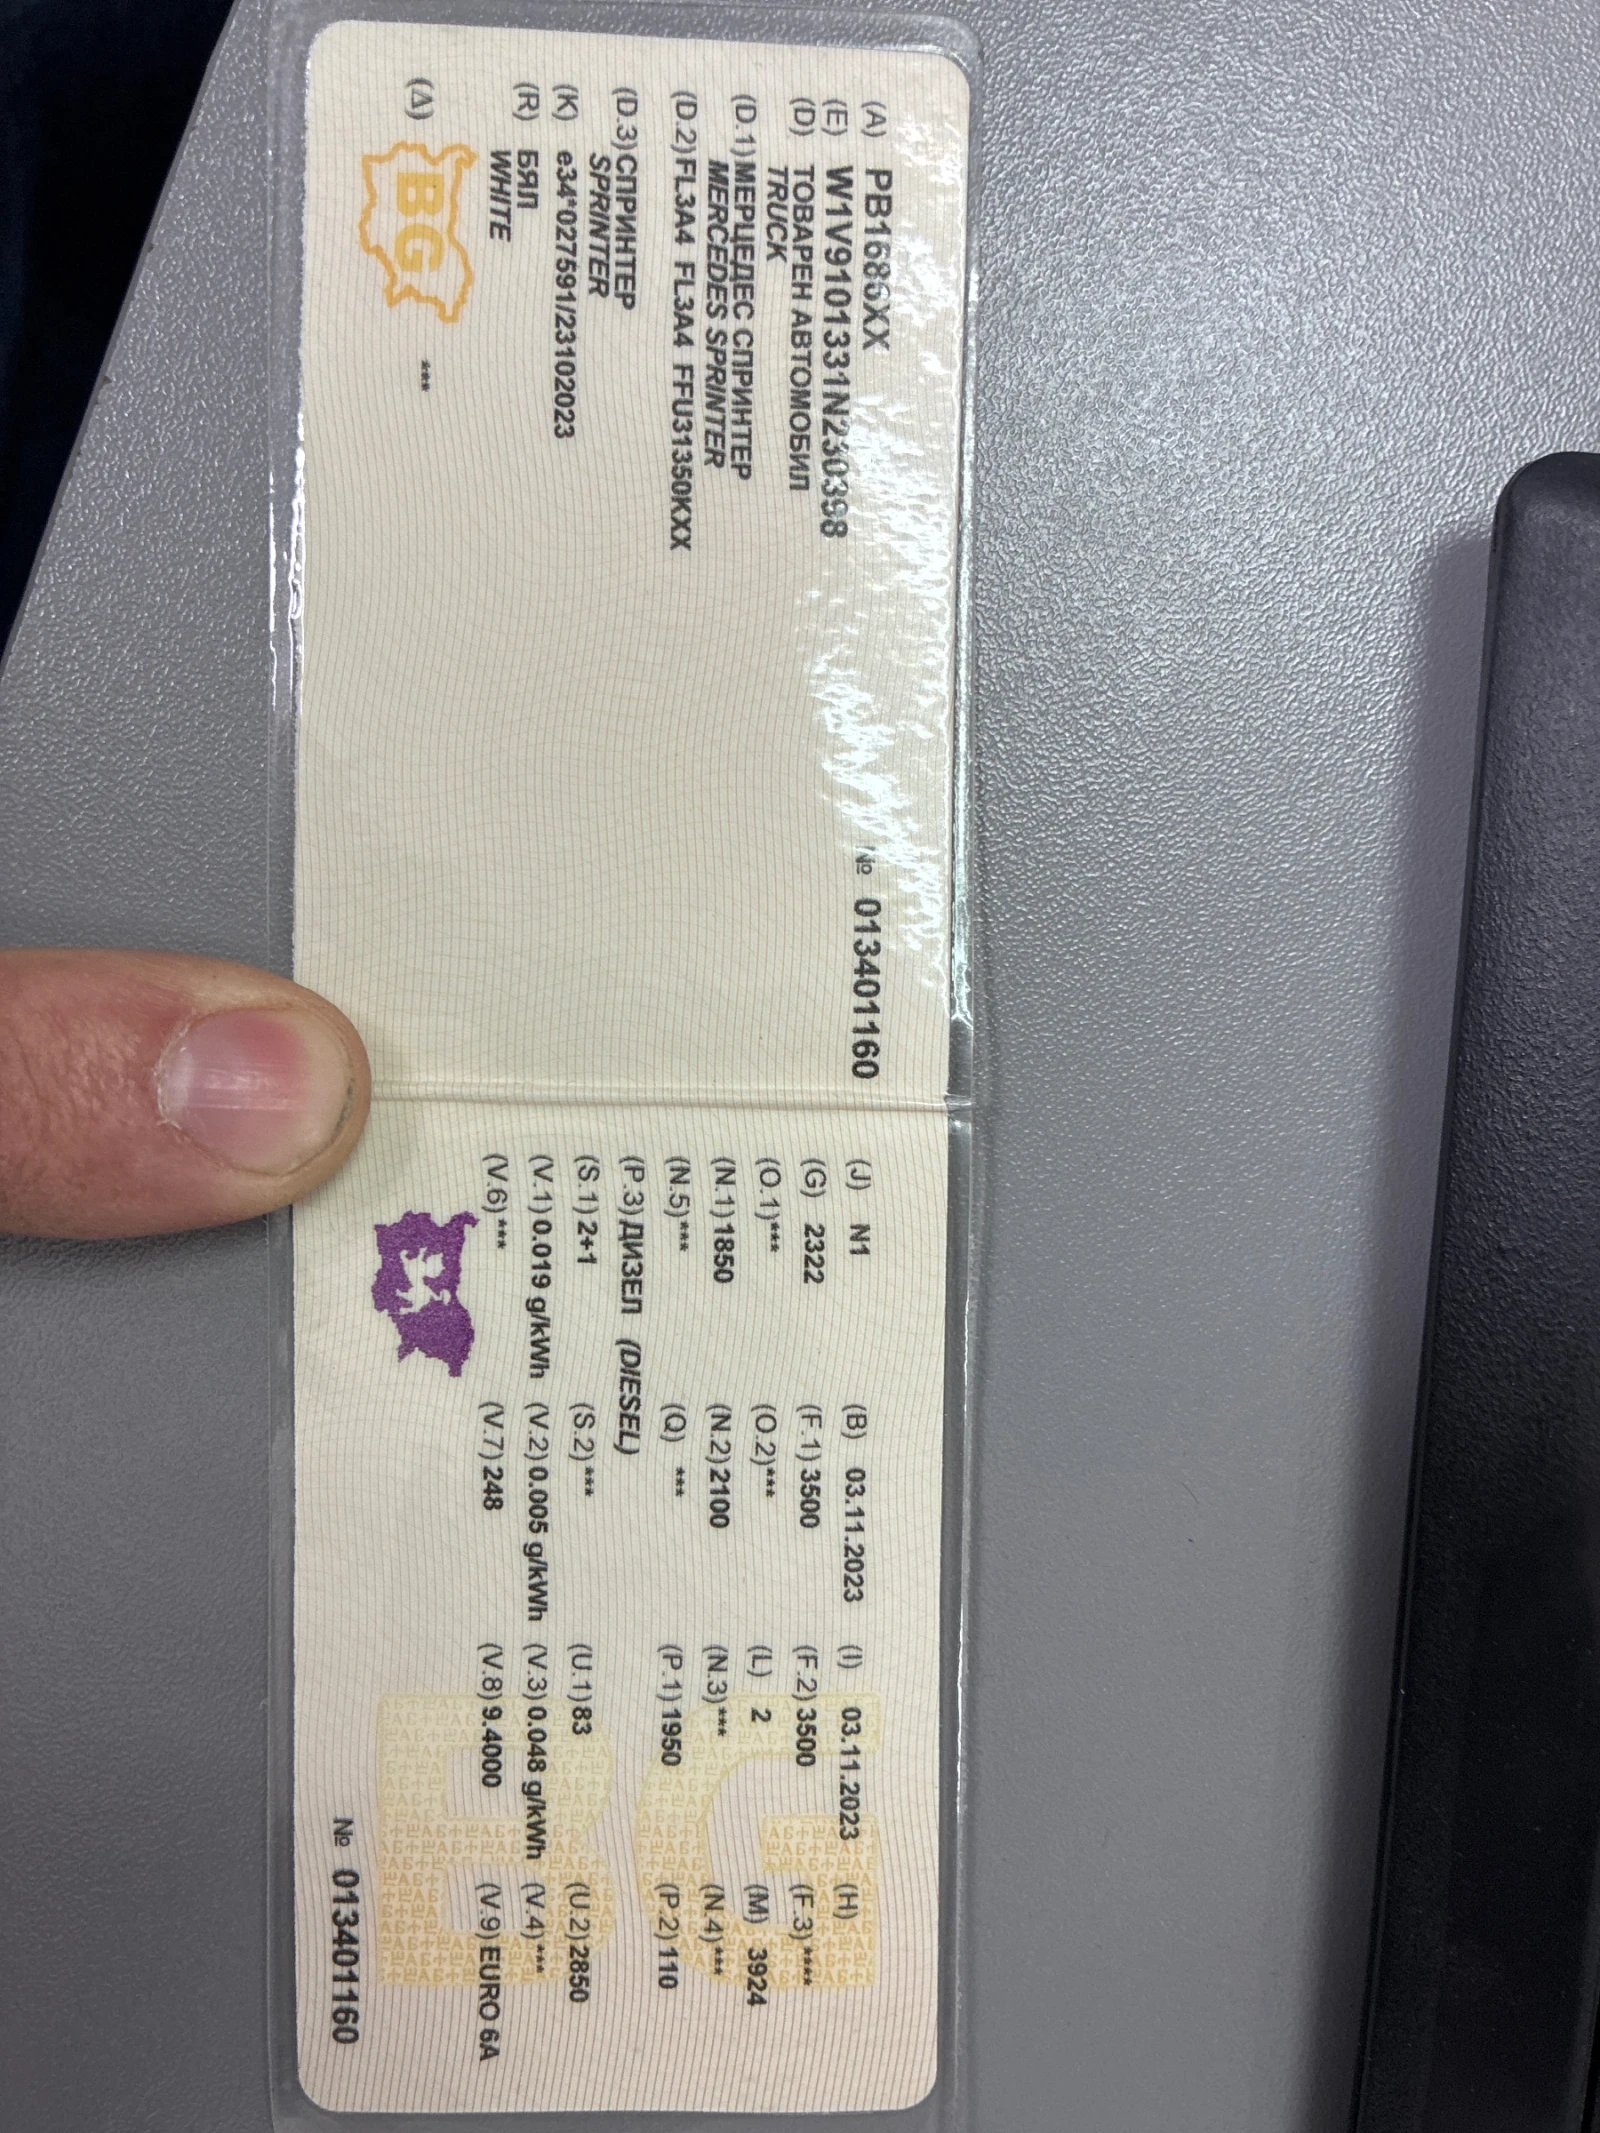 (A) PB1685XX
№ 013401160
(E) W1V9101331N230398
(D) ТОВАРЕН АВТОМОБИЛ
TRUCK
(D.1) МЕРЦЕДЕС СПРИНТЕР
MERCEDES SPRINTER
(D.2) FL3A4 FL3A4 FFU31350KXX
(D.3) СПРИНТЕР
SPRINTER
(K) e34*027591/23102023
(R) БЯЛ
WHITE
(Δ) BG ***
(J) N1 (B) 03.11.2023 (I) 03.11.2023 (H)
(G) 2322 (F.1) 3500 (F.2) 3500 (F.3) ****
(O.1) *** (O.2) *** (L) 2 (M) 3924
(N.1) 1850 (N.2) 2100 (N.3) *** (N.4) ***
(N.5) *** (Q) *** (P.1) 1950 (P.2) 110
(P.3) ДИЗЕЛ (DIESEL)
(S.1) 2+1 (S.2) *** (U.1) 83 (U.2) 2850
(V.1) 0.019 g/kWh (V.2) 0.005 g/kWh (V.3) 0.048 g/kWh (V.4) ***
(V.6) *** (V.7) 248 (V.8) 9.4000 (V.9) EURO 6A
BG
№ 013401160